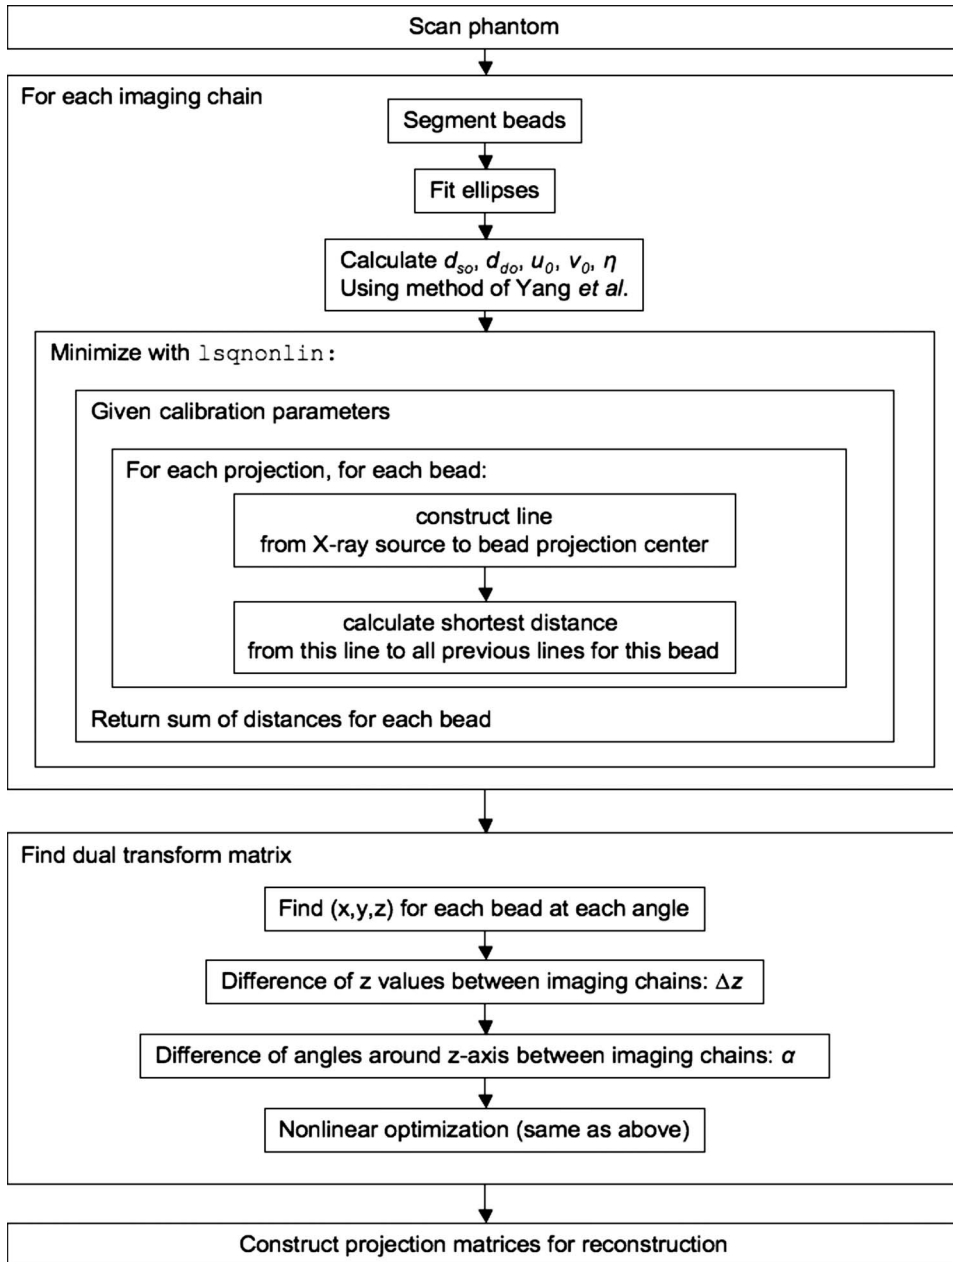 Scan phantom
For each imaging chain
Segment beads
Fit ellipses
Calculate d_so, d_do, u_0, v_0, η
Using method of Yang et al.
Minimize with lsqnonlin:
Given calibration parameters
For each projection, for each bead:
construct line
from X-ray source to bead projection center
calculate shortest distance
from this line to all previous lines for this bead
Return sum of distances for each bead
Find dual transform matrix
Find (x,y,z) for each bead at each angle
Difference of z values between imaging chains: Δz
Difference of angles around z-axis between imaging chains: α
Nonlinear optimization (same as above)
Construct projection matrices for reconstruction